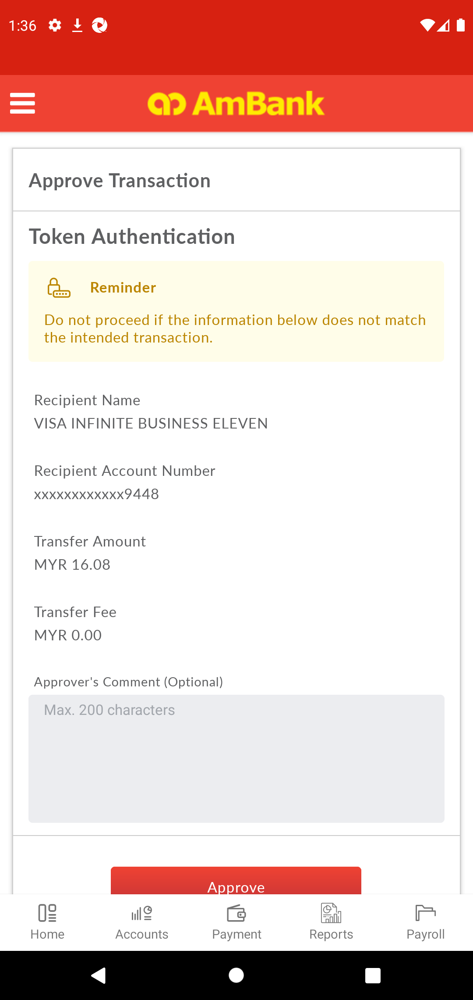 1:36
AmBank
Approve Transaction
Token Authentication
Reminder
Do not proceed if the information below does not match
the intended transaction.
Recipient Name
VISA INFINITE BUSINESS ELEVEN
Recipient Account Number
xxxxxxxxxxxx9448
Transfer Amount
MYR 16.08
Transfer Fee
MYR 0.00
Approver's Comment (Optional)
Max. 200 characters
Approve
Home
Accounts
Payment
Reports
Payroll